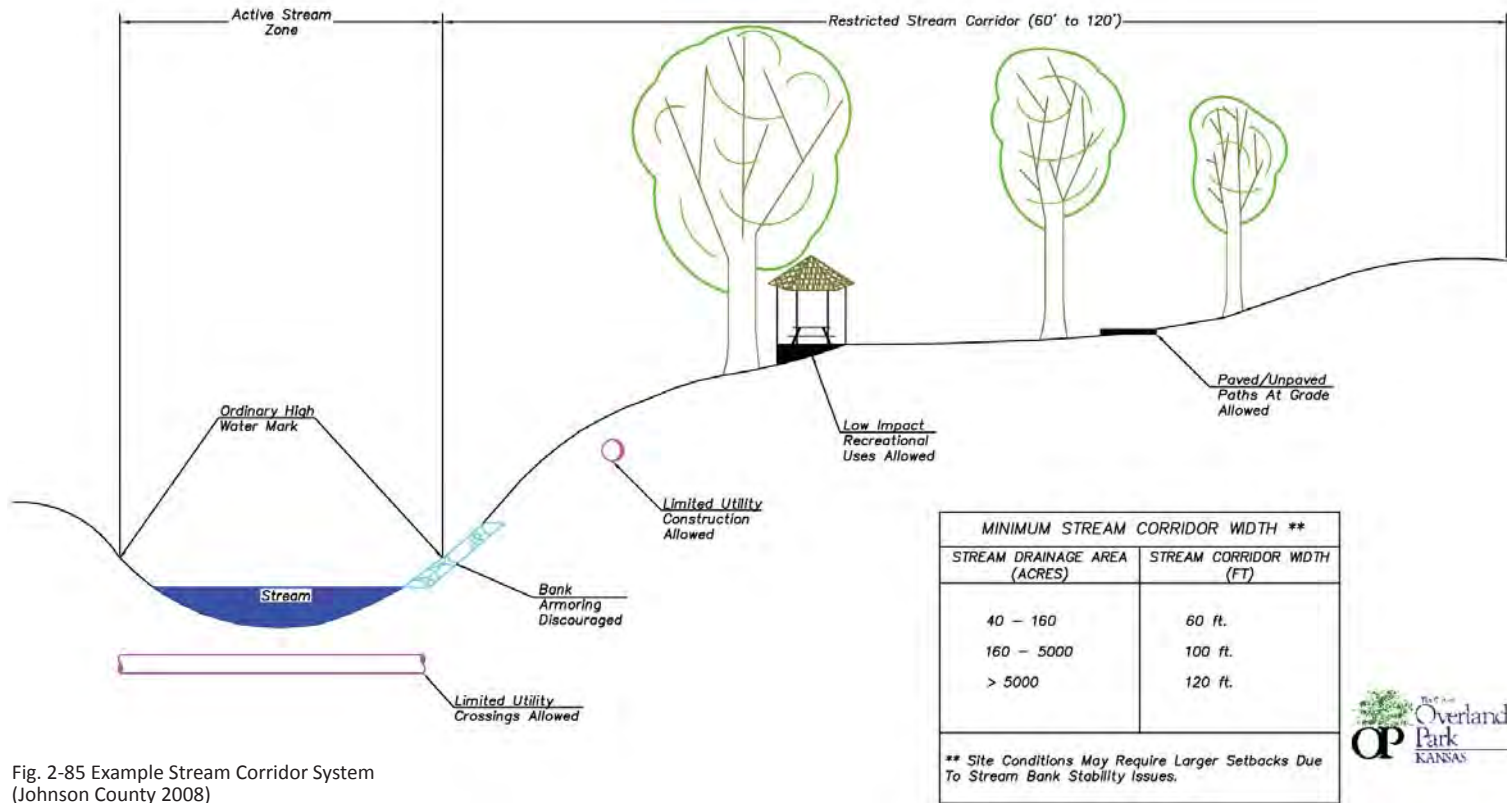 Active Stream
Zone
Restricted Stream Corridor (60' to 120')
Ordinary High
Water Mark
Stream
Limited Utility
Crossings Allowed
Bank
Armoring
Discouraged
Limited Utility
Construction
Allowed
Low Impact
Recreational
Uses Allowed
Paved/Unpaved
Paths At Grade
Allowed
MINIMUM STREAM CORRIDOR WIDTH **
STREAM DRAINAGE AREA
(ACRES)
STREAM CORRIDOR WIDTH
(FT)
40 – 160 60 ft.
160 – 5000 100 ft.
> 5000 120 ft.
** Site Conditions May Require Larger Setbacks Due
To Stream Bank Stability Issues.
OP
Overland
Park
KANSAS
Fig. 2-85 Example Stream Corridor System
(Johnson County 2008)